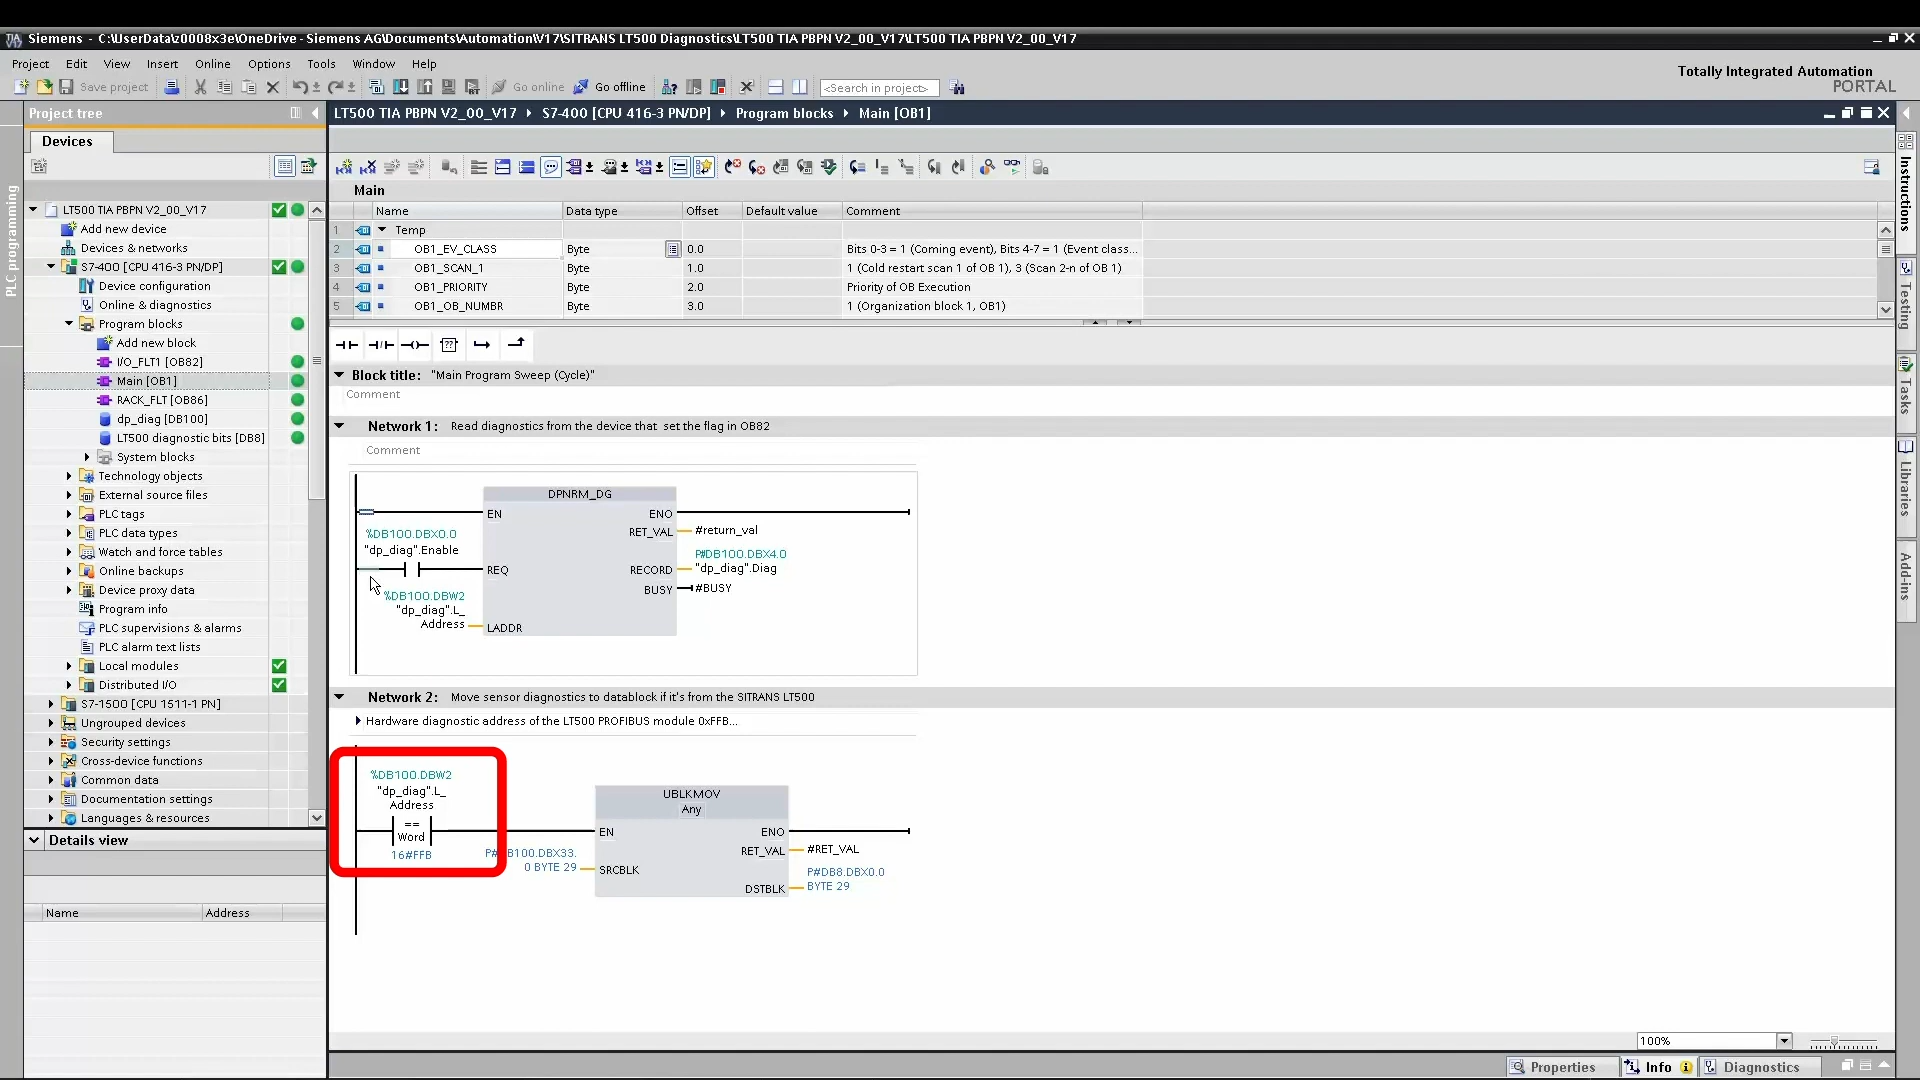 Siemens - C:\UserData\z0008x3e\OneDrive - Siemens AG\Documents\Automation\V17\SITRANS LT500 Diagnostics\LT500 TIA PBPN V2_00_V17\LT500 TIA PBPN V2_00_V17
Project Edit View Insert Online Options Tools Window Help
Totally Integrated Automation
PORTAL
Save project
Go online
Go offline
<Search in project>
Project tree
LT500 TIA PBPN V2_00_V17 S7-400 [CPU 416-3 PN/DP] Program blocks Main [OB1]
Devices
PLC programming
LT500 TIA PBPN V2_00_V17
Add new device
Devices & networks
S7-400 [CPU 416-3 PN/DP]
Device configuration
Online & diagnostics
Program blocks
Add new block
I/O_FLT1 [OB82]
Main [OB1]
RACK_FLT [OB86]
dp_diag [DB100]
LT500 diagnostic bits [DB8]
System blocks
Technology objects
External source files
PLC tags
PLC data types
Watch and force tables
Online backups
Device proxy data
Program info
PLC supervisions & alarms
PLC alarm text lists
Local modules
Distributed I/O
S7-1500 [CPU 1511-1 PN]
Ungrouped devices
Security settings
Cross-device functions
Common data
Documentation settings
Languages & resources
Details view
Name Address
Main
Name Data type Offset Default value Comment
1 Temp
2 OB1_EV_CLASS Byte 0.0 Bits 0-3 = 1 (Coming event), Bits 4-7 = 1 (Event class...
3 OB1_SCAN_1 Byte 1.0 1 (Cold restart scan 1 of OB 1), 3 (Scan 2-n of OB 1)
4 OB1_PRIORITY Byte 2.0 Priority of OB Execution
5 OB1_OB_NUMBR Byte 3.0 1 (Organization block 1, OB1)
??
Block title: "Main Program Sweep (Cycle)"
Comment
Network 1: Read diagnostics from the device that set the flag in OB82
Comment
DPNRM_DG
EN ENO
%DB100.DBX0.0
"dp_diag".Enable
REQ
%DB100.DBW2
"dp_diag".L_
Address
LADDR
RET_VAL #return_val
P#DB100.DBX4.0
RECORD "dp_diag".Diag
BUSY #BUSY
Network 2: Move sensor diagnostics to datablock if it's from the SITRANS LT500
Hardware diagnostic address of the LT500 PROFIBUS module 0xFFB...
%DB100.DBW2
"dp_diag".L_
Address
==
Word
16#FFB
UBLKMOV
Any
EN ENO
P#DB100.DBX33.
0 BYTE 29
SRCBLK
RET_VAL #RET_VAL
P#DB8.DBX0.0
DSTBLK BYTE 29
100%
Properties
Info
Diagnostics
Instructions
Testing
Tasks
Libraries
Add-ins